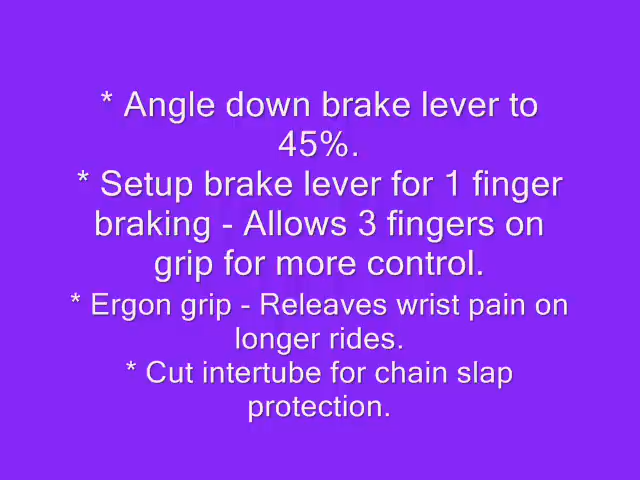 * Angle down brake lever to
45%.
* Setup brake lever for 1 finger
braking - Allows 3 fingers on
grip for more control.
* Ergon grip - Releaves wrist pain on
longer rides.
* Cut intertube for chain slap
protection.